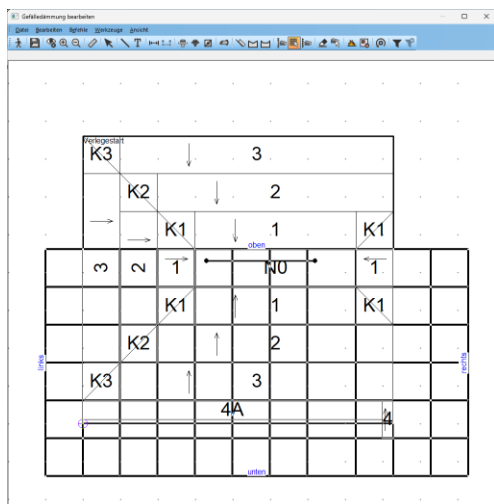 Gefälledämmung bearbeiten
Datei Bearbeiten Befehle Werkzeuge Ansicht
Verlegestart
K3 3
K2 2
K1 1 K1
oben
3 2 1 N0 1
K1 1 K1
K2 2
links
rechts
K3 3
4A 4
unten